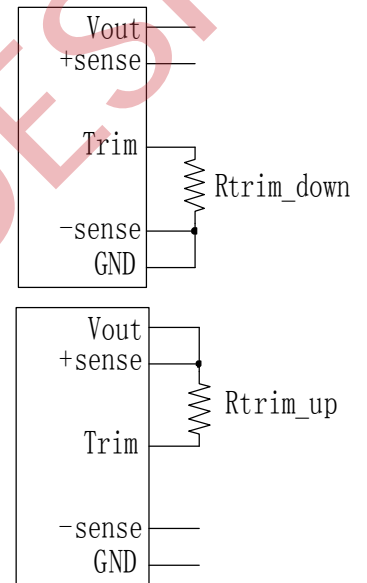 Vout
+sense
Trim
Rtrim_down
-sense
GND
Vout
+sense
Rtrim_up
Trim
-sense
GND